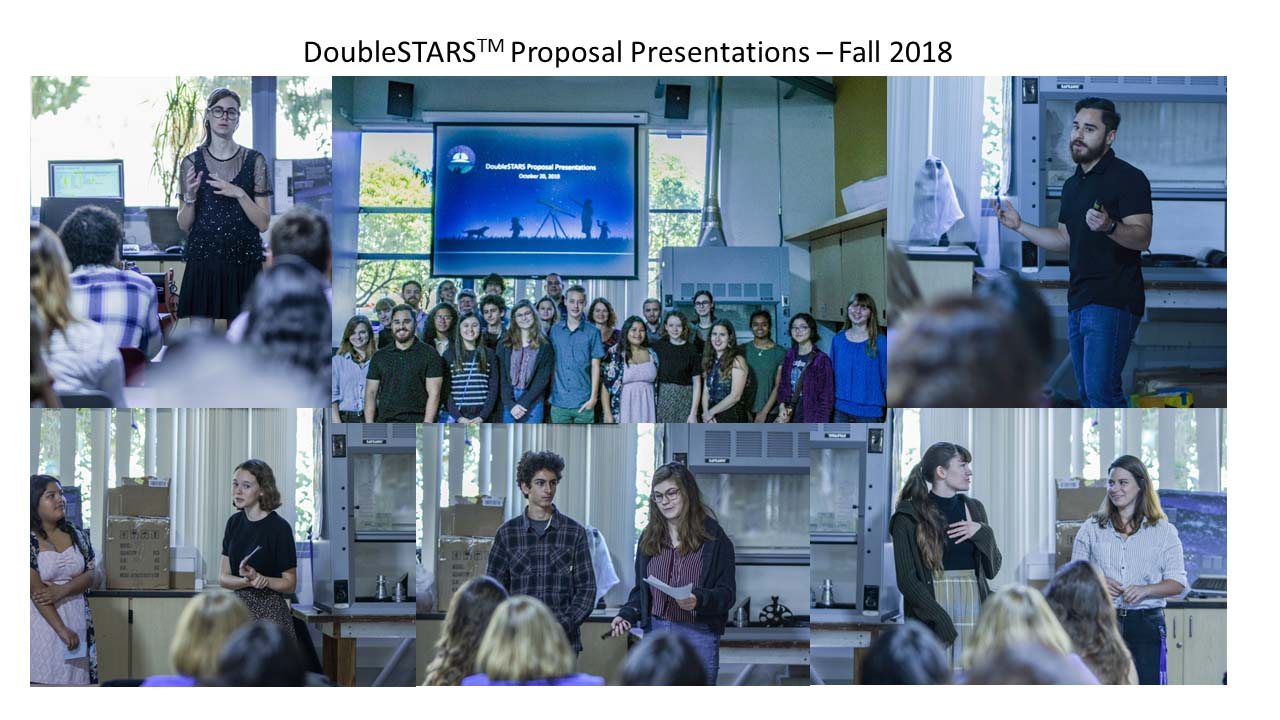 DoubleSTARS™ Proposal Presentations – Fall 2018
DoubleSTARS Proposal Presentations
October 20, 2018